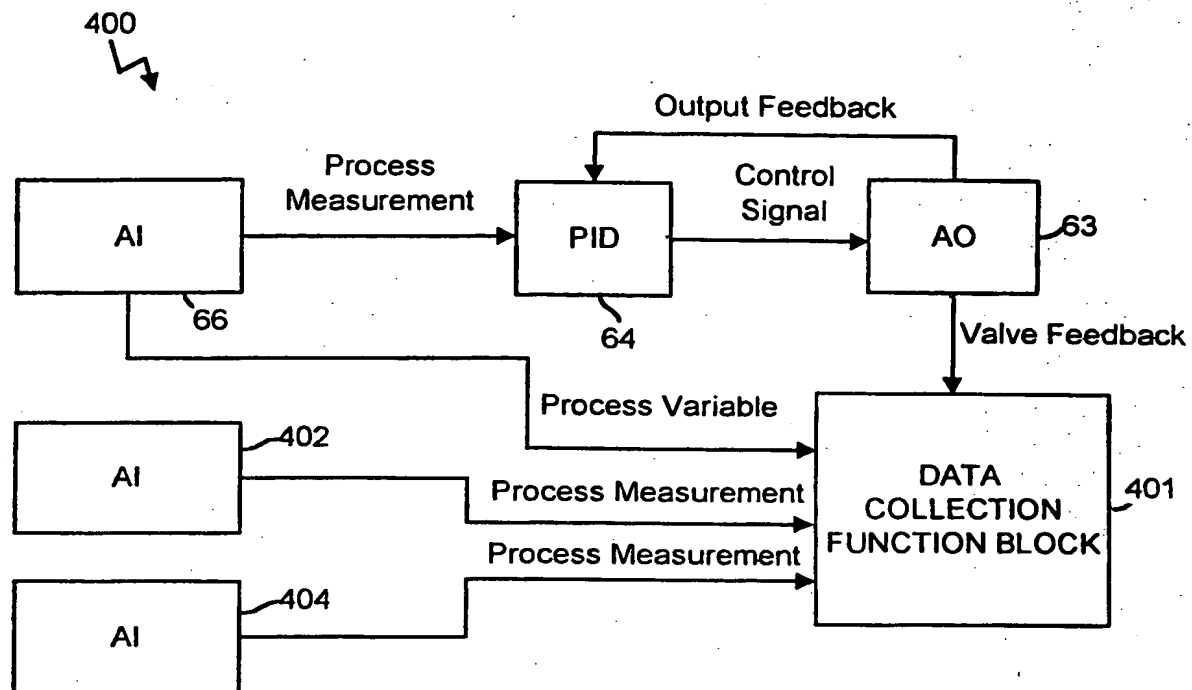 400
Output Feedback
Process
Measurement
Control
Signal
AI
PID
AO
63
66
64
Valve Feedback
Process Variable
402
AI
Process Measurement
DATA
COLLECTION
FUNCTION BLOCK
401
Process Measurement
404
AI